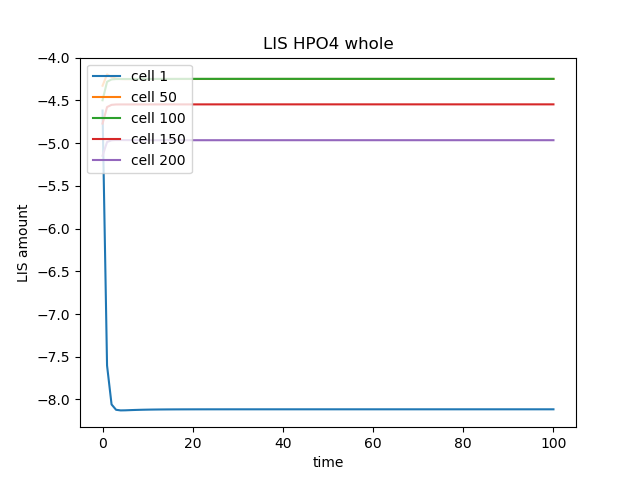 LIS HPO4 whole
−4.0
−4.5
−5.0
−5.5
−6.0
−6.5
−7.0
−7.5
−8.0
LIS amount
cell 1
cell 50
cell 100
cell 150
cell 200
0
20
40
60
80
100
time